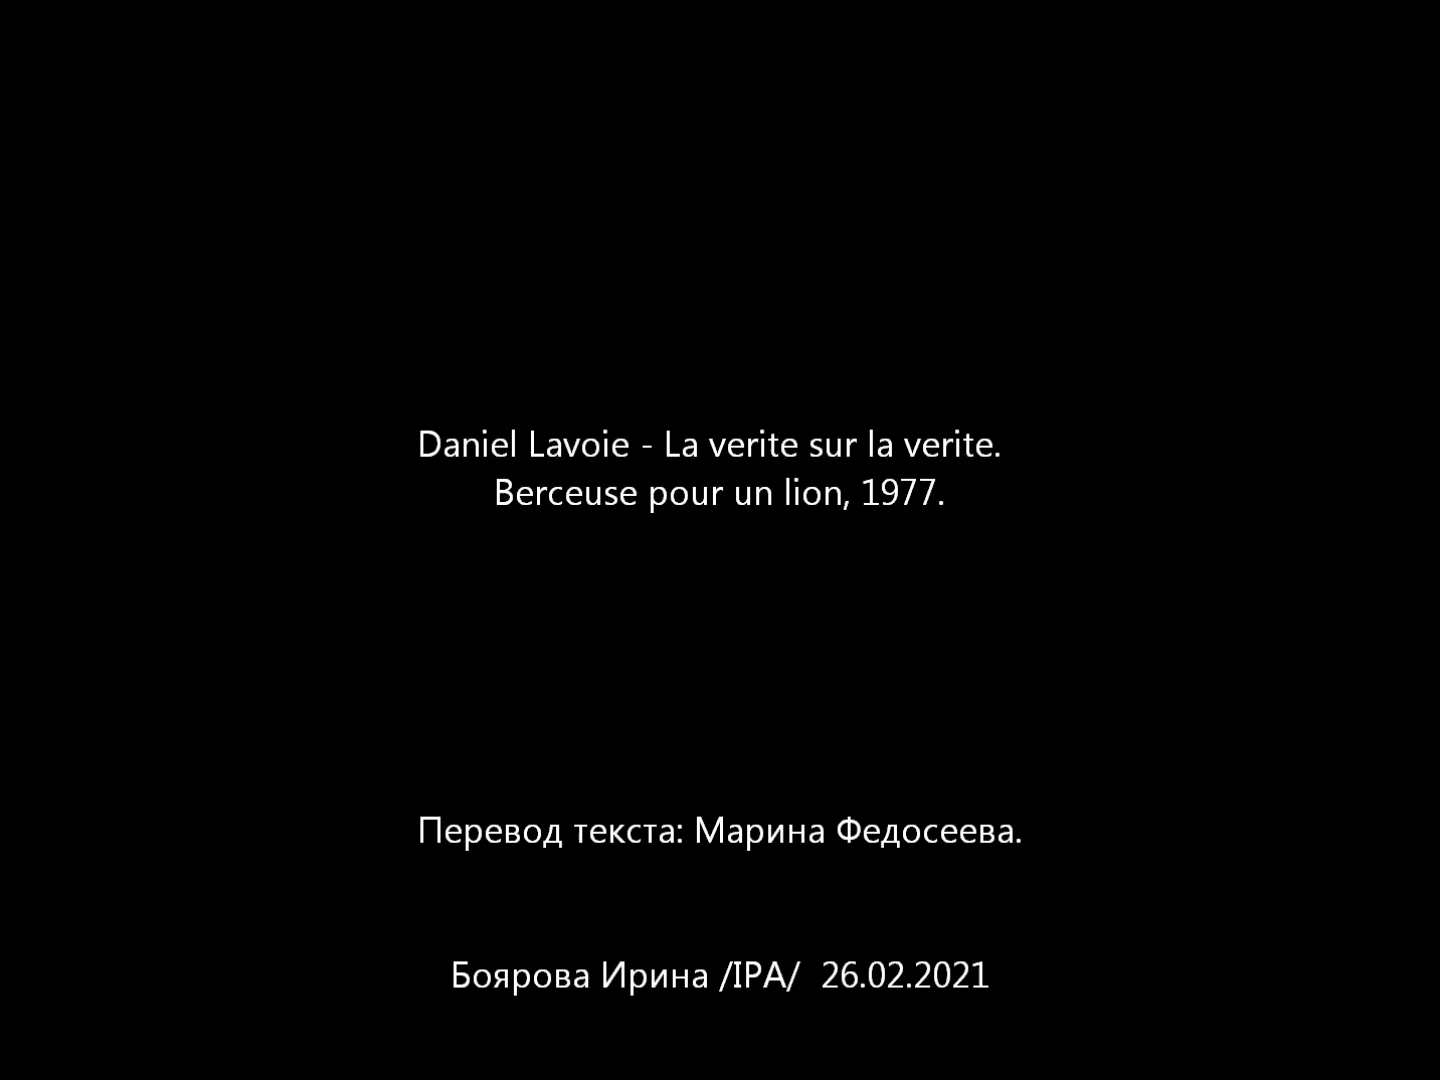 Daniel Lavoie - La verite sur la verite.
Berceuse pour un lion, 1977.
Перевод текста: Марина Федосеева.
Боярова Ирина /IPA/ 26.02.2021